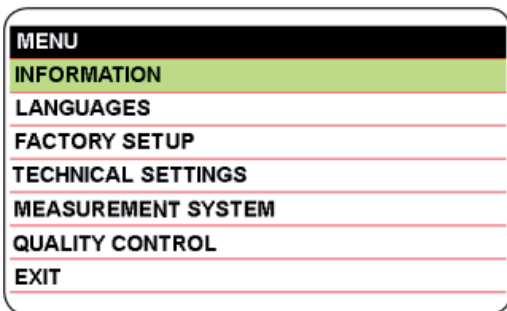 MENU
INFORMATION
LANGUAGES
FACTORY SETUP
TECHNICAL SETTINGS
MEASUREMENT SYSTEM
QUALITY CONTROL
EXIT